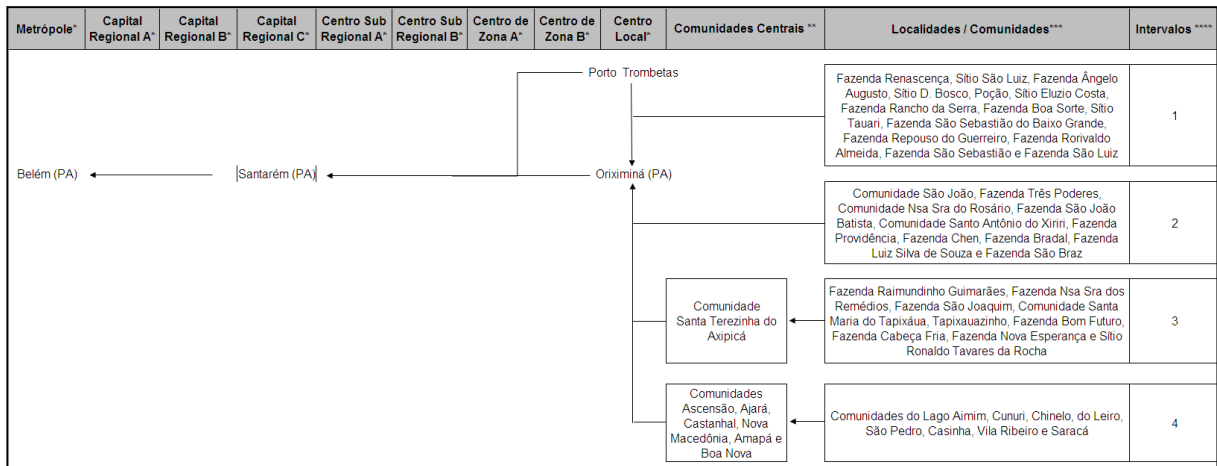 Metrópole*
Capital
Regional A*
Capital
Regional B*
Capital
Regional C*
Centro Sub
Regional A*
Centro Sub
Regional B*
Centro de
Zona A*
Centro de
Zona B*
Centro
Local*
Comunidades Centrais **
Localidades / Comunidades***
Intervalos ****
Porto Trombetas
Fazenda Renascença, Sítio São Luiz, Fazenda Ângelo
Augusto, Sítio D. Bosco, Poção, Sítio Eluzio Costa,
Fazenda Rancho da Serra, Fazenda Boa Sorte, Sítio
Tauari, Fazenda São Sebastião do Baixo Grande,
Fazenda Repouso do Guerreiro, Fazenda Rorivaldo
Almeida, Fazenda São Sebastião e Fazenda São Luiz
1
Belém (PA)
Santarém (PA)
Oriximiná (PA)
Comunidade São João, Fazenda Três Poderes,
Comunidade Nsa Sra do Rosário, Fazenda São João
Batista, Comunidade Santo Antônio do Xiriri, Fazenda
Providência, Fazenda Chen, Fazenda Bradal, Fazenda
Luiz Silva de Souza e Fazenda São Braz
2
Comunidade
Santa Terezinha do
Axipicá
Fazenda Raimundinho Guimarães, Fazenda Nsa Sra dos
Remédios, Fazenda São Joaquim, Comunidade Santa
Maria do Tapixáua, Tapixauazinho, Fazenda Bom Futuro,
Fazenda Cabeça Fria, Fazenda Nova Esperança e Sítio
Ronaldo Tavares da Rocha
3
Comunidades
Ascensão, Ajará,
Castanhal, Nova
Macedônia, Amapá e
Boa Nova
Comunidades do Lago Aimim, Cunuri, Chinelo, do Leiro,
São Pedro, Casinha, Vila Ribeiro e Saracá
4